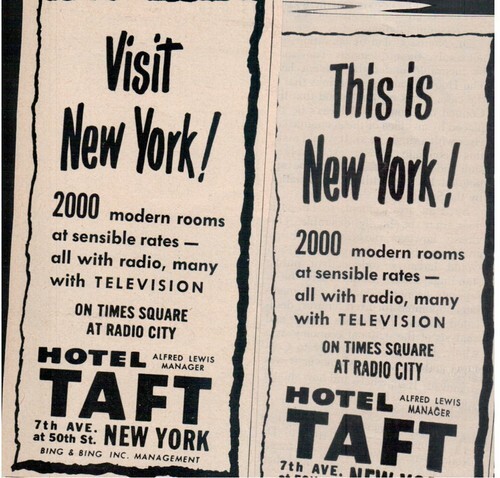 Visit
New York!
2000 modern rooms
at sensible rates —
all with radio, many
with TELEVISION
ON TIMES SQUARE
AT RADIO CITY
HOTEL ALFRED LEWIS
MANAGER
TAFT
7th AVE.
at 50th St. NEW YORK
BING & BING INC. MANAGEMENT
This is
New York!
2000 modern rooms
at sensible rates —
all with radio, many
with TELEVISION
ON TIMES SQUARE
AT RADIO CITY
HOTEL ALFRED LEWIS
MANAGER
TAFT
7th AVE.